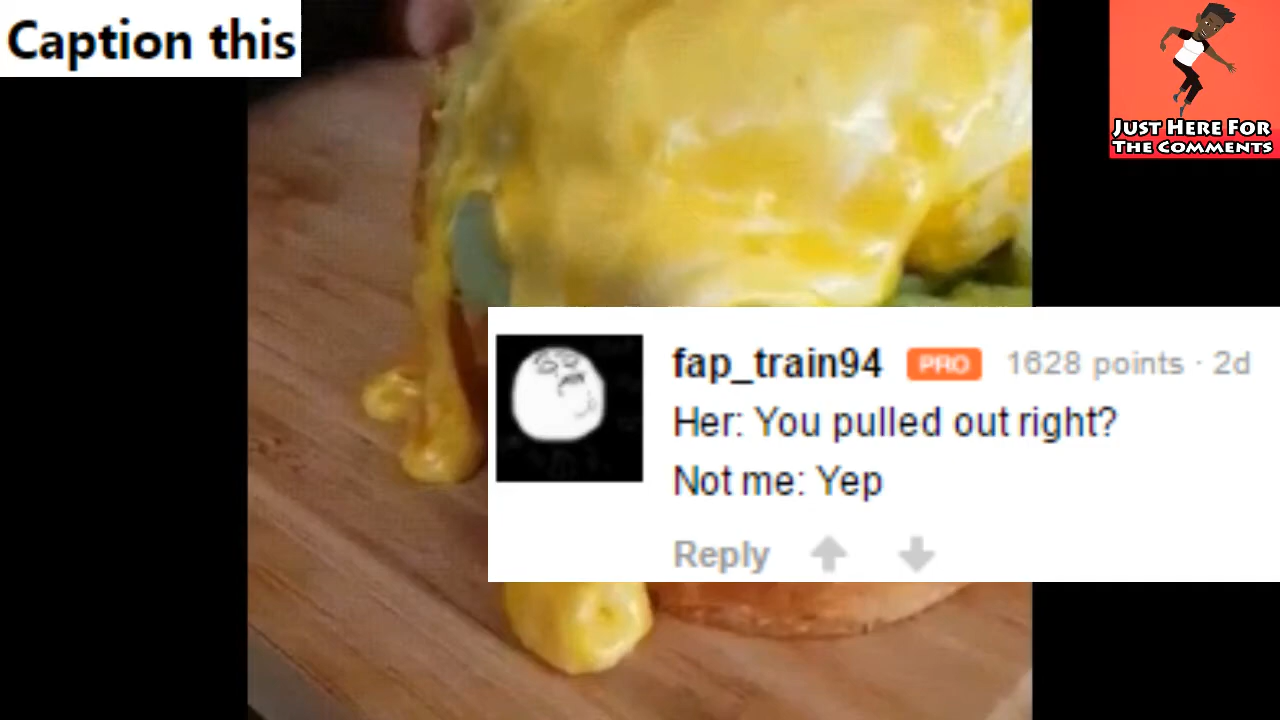 Caption this
JUST HERE FOR
THE COMMENTS
fap_train94 PRO 1628 points · 2d
Her: You pulled out right?
Not me: Yep
Reply